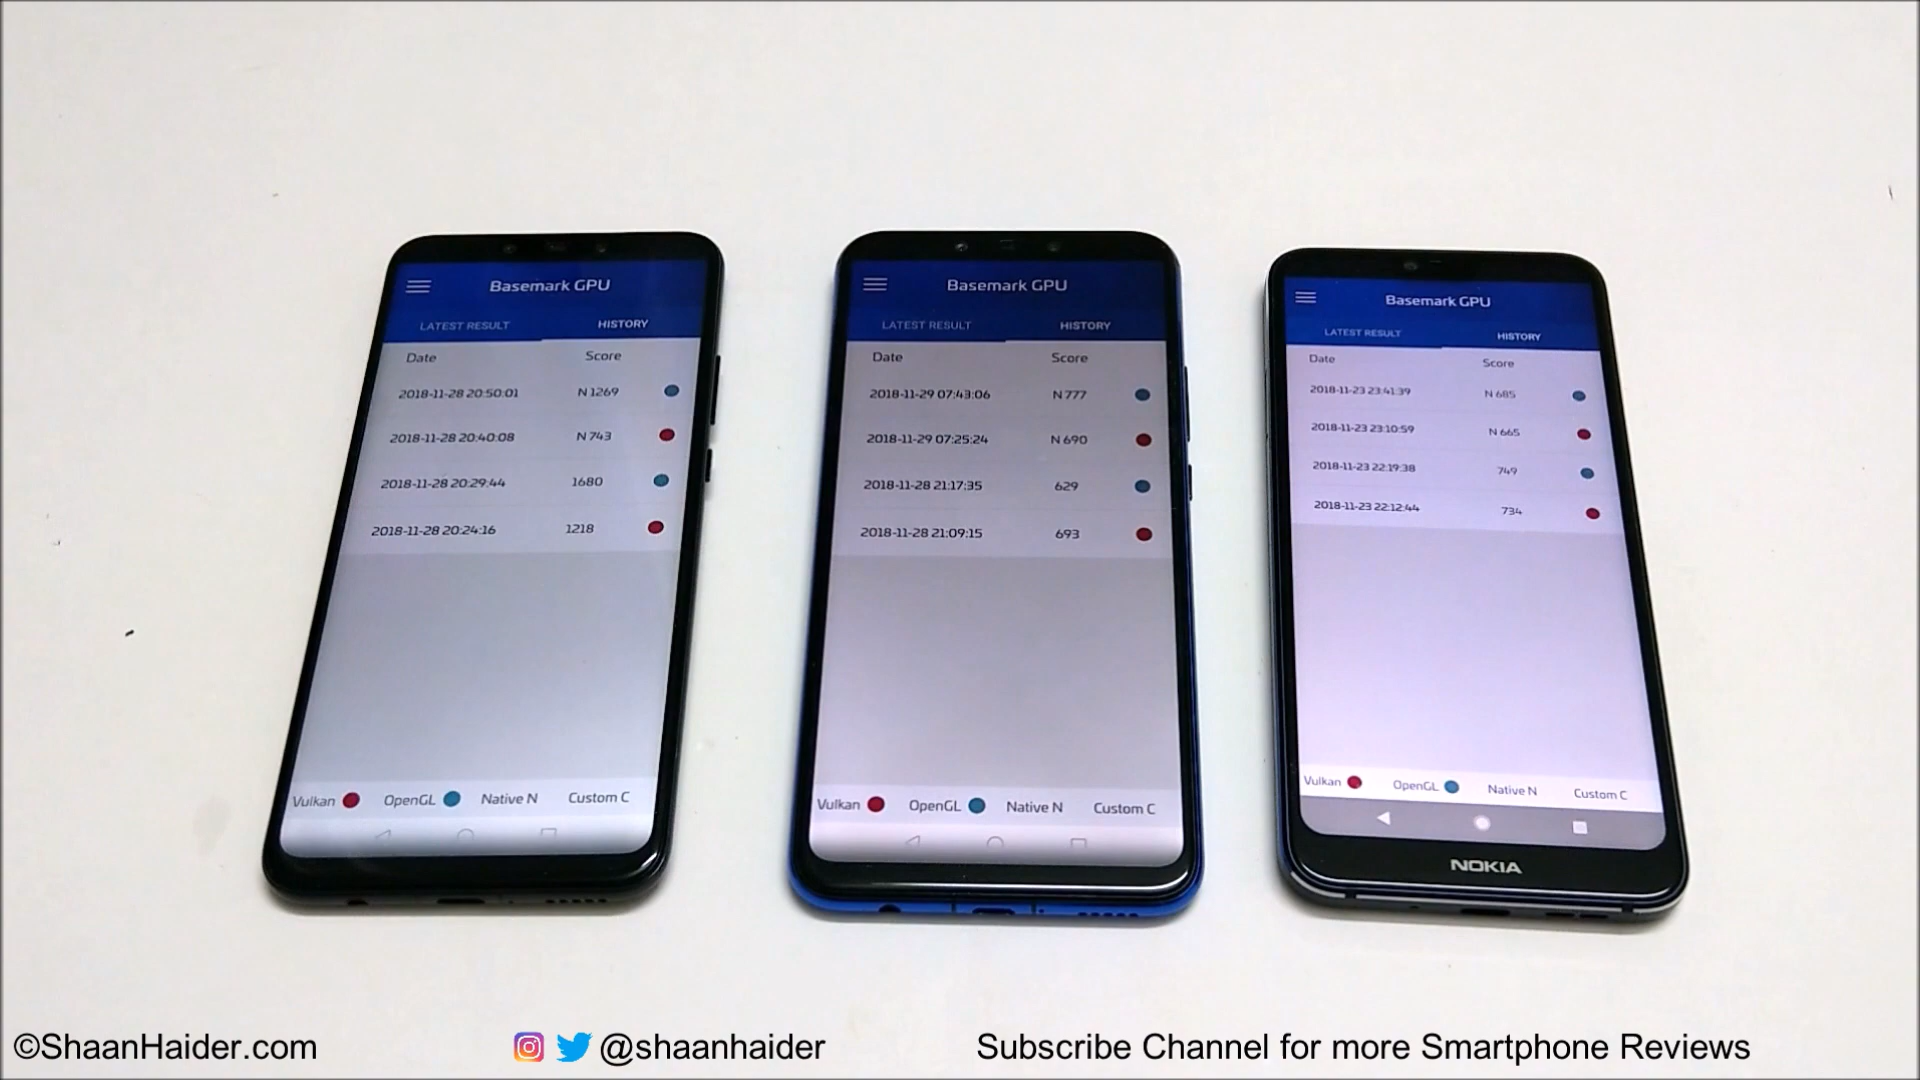 Basemark GPU
LATEST RESULT HISTORY
Date Score
2018-11-28 20:50:01 N 1269
2018-11-28 20:40:08 N 743
2018-11-28 20:29:44 1680
2018-11-28 20:24:16 1218
Vulkan OpenGL Native N Custom C
Basemark GPU
LATEST RESULT HISTORY
Date Score
2018-11-29 07:43:06 N 777
2018-11-29 07:25:24 N 690
2018-11-28 21:17:35 629
2018-11-28 21:09:15 693
Vulkan OpenGL Native N Custom C
Basemark GPU
LATEST RESULT HISTORY
Date Score
2018-11-23 23:41:39 N 685
2018-11-23 23:10:59 N 665
2018-11-23 22:19:38 749
2018-11-23 22:12:44 734
Vulkan OpenGL Native N Custom C
NOKIA
©ShaanHaider.com @shaanhaider Subscribe Channel for more Smartphone Reviews